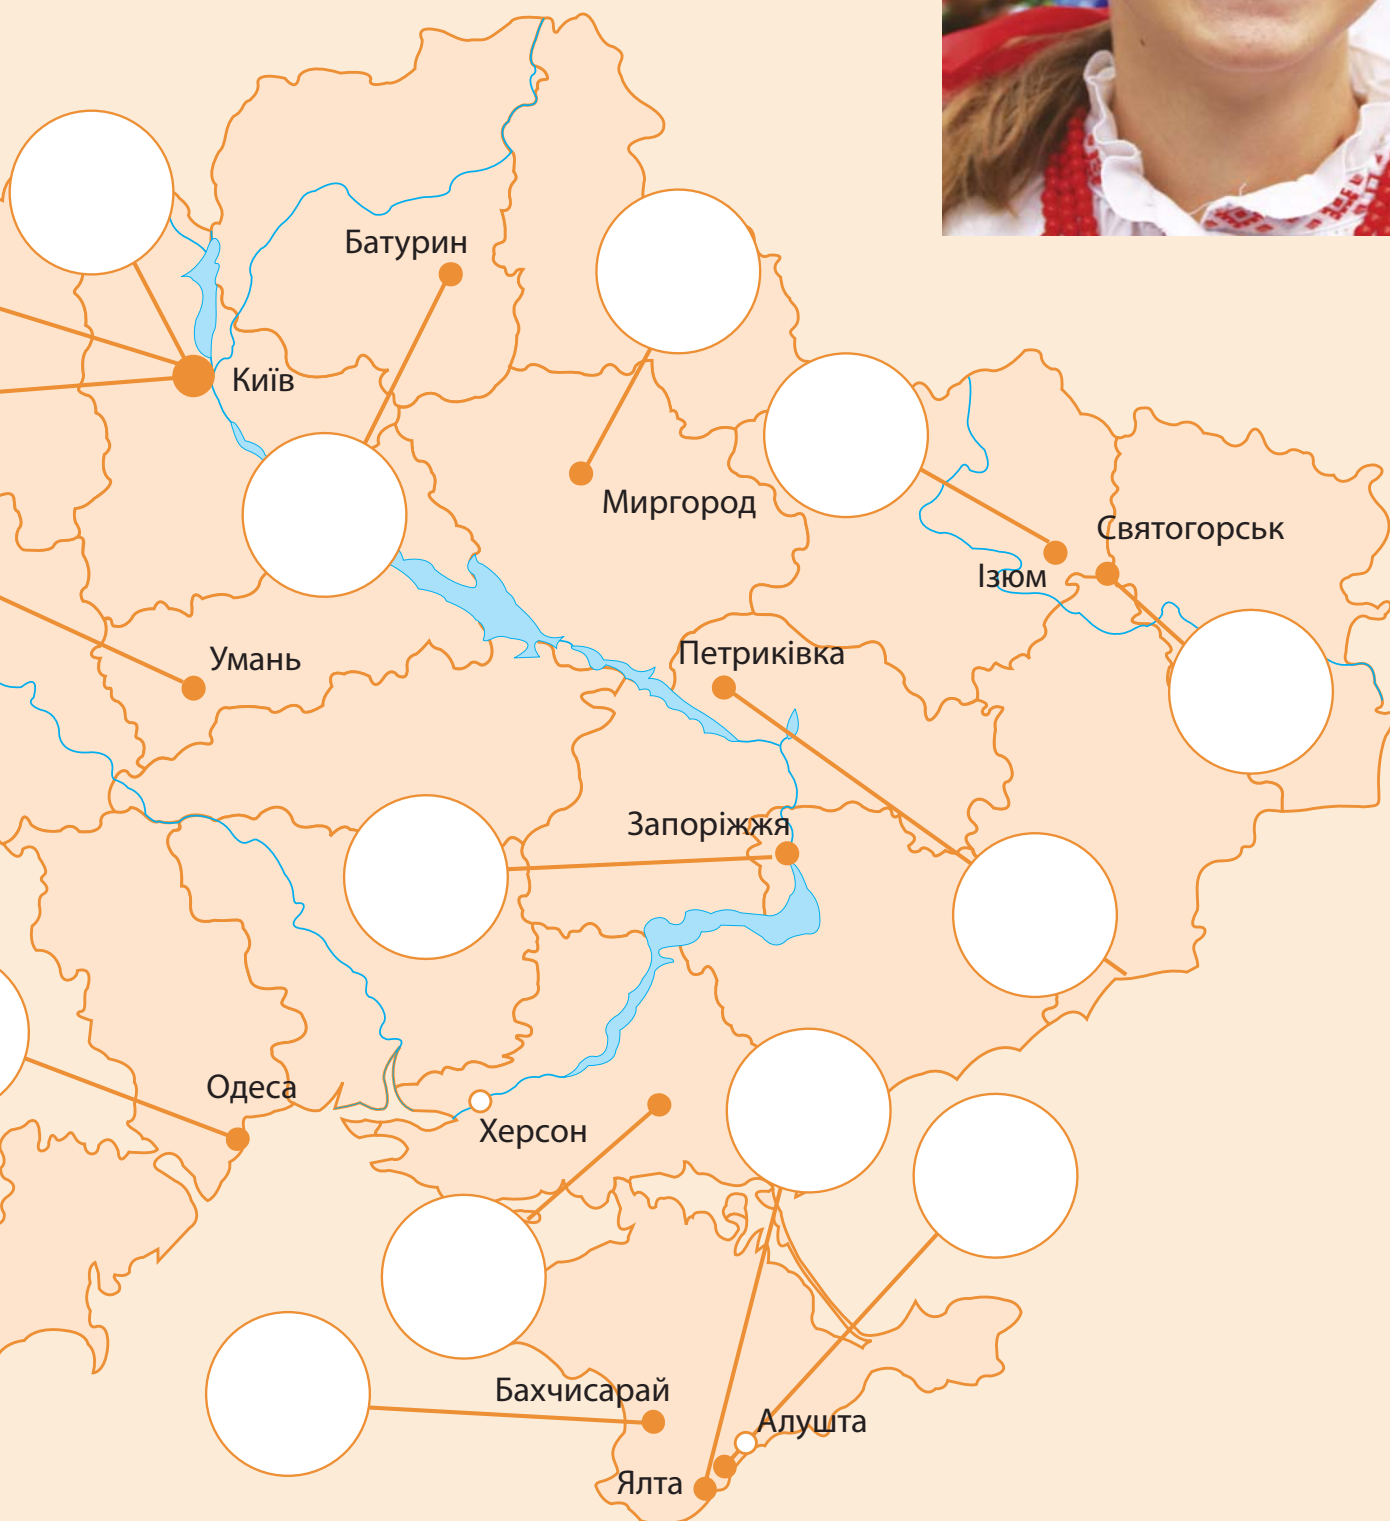 Батурин
Київ
Миргород
Святогорськ
Ізюм
Умань
Петриківка
Запоріжжя
Одеса
Херсон
Бахчисарай
Алушта
Ялта